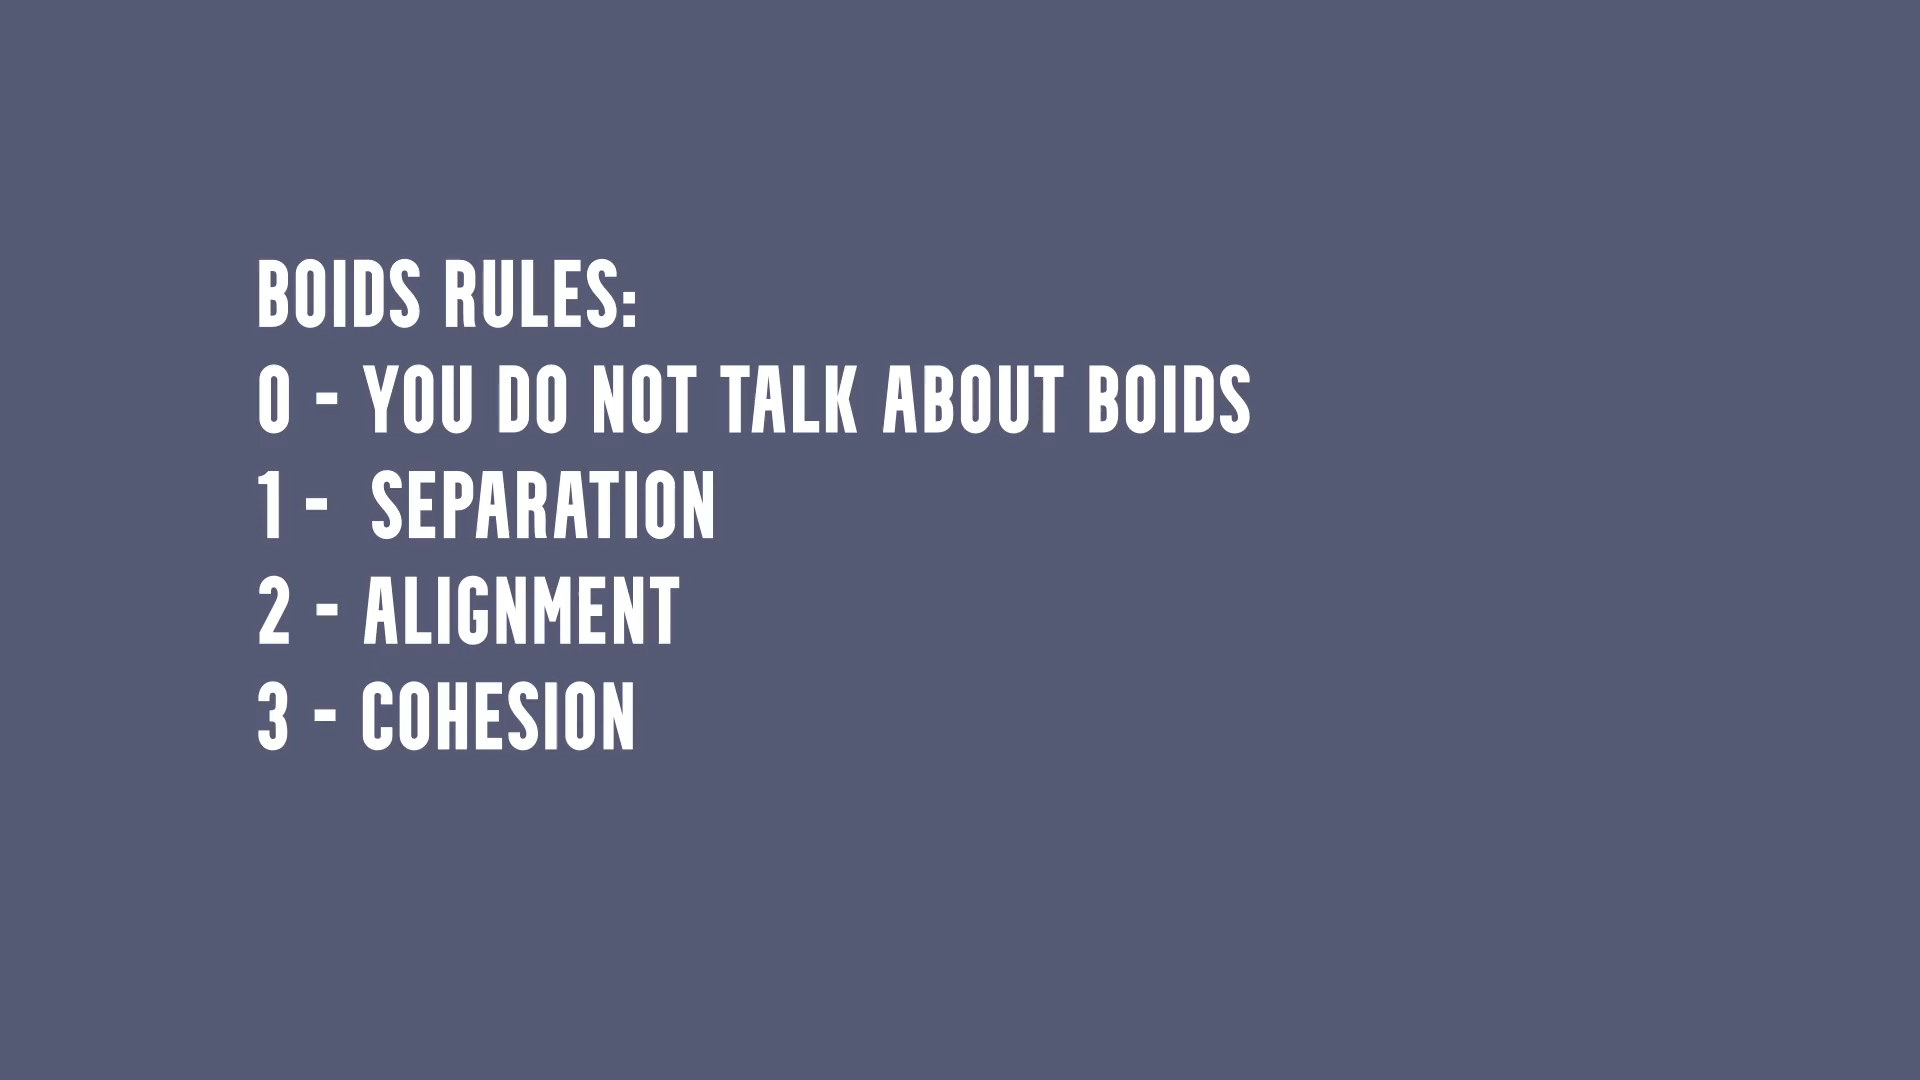 BOIDS RULES:
0 - YOU DO NOT TALK ABOUT BOIDS
1 -  SEPARATION
2 - ALIGNMENT
3 - COHESION